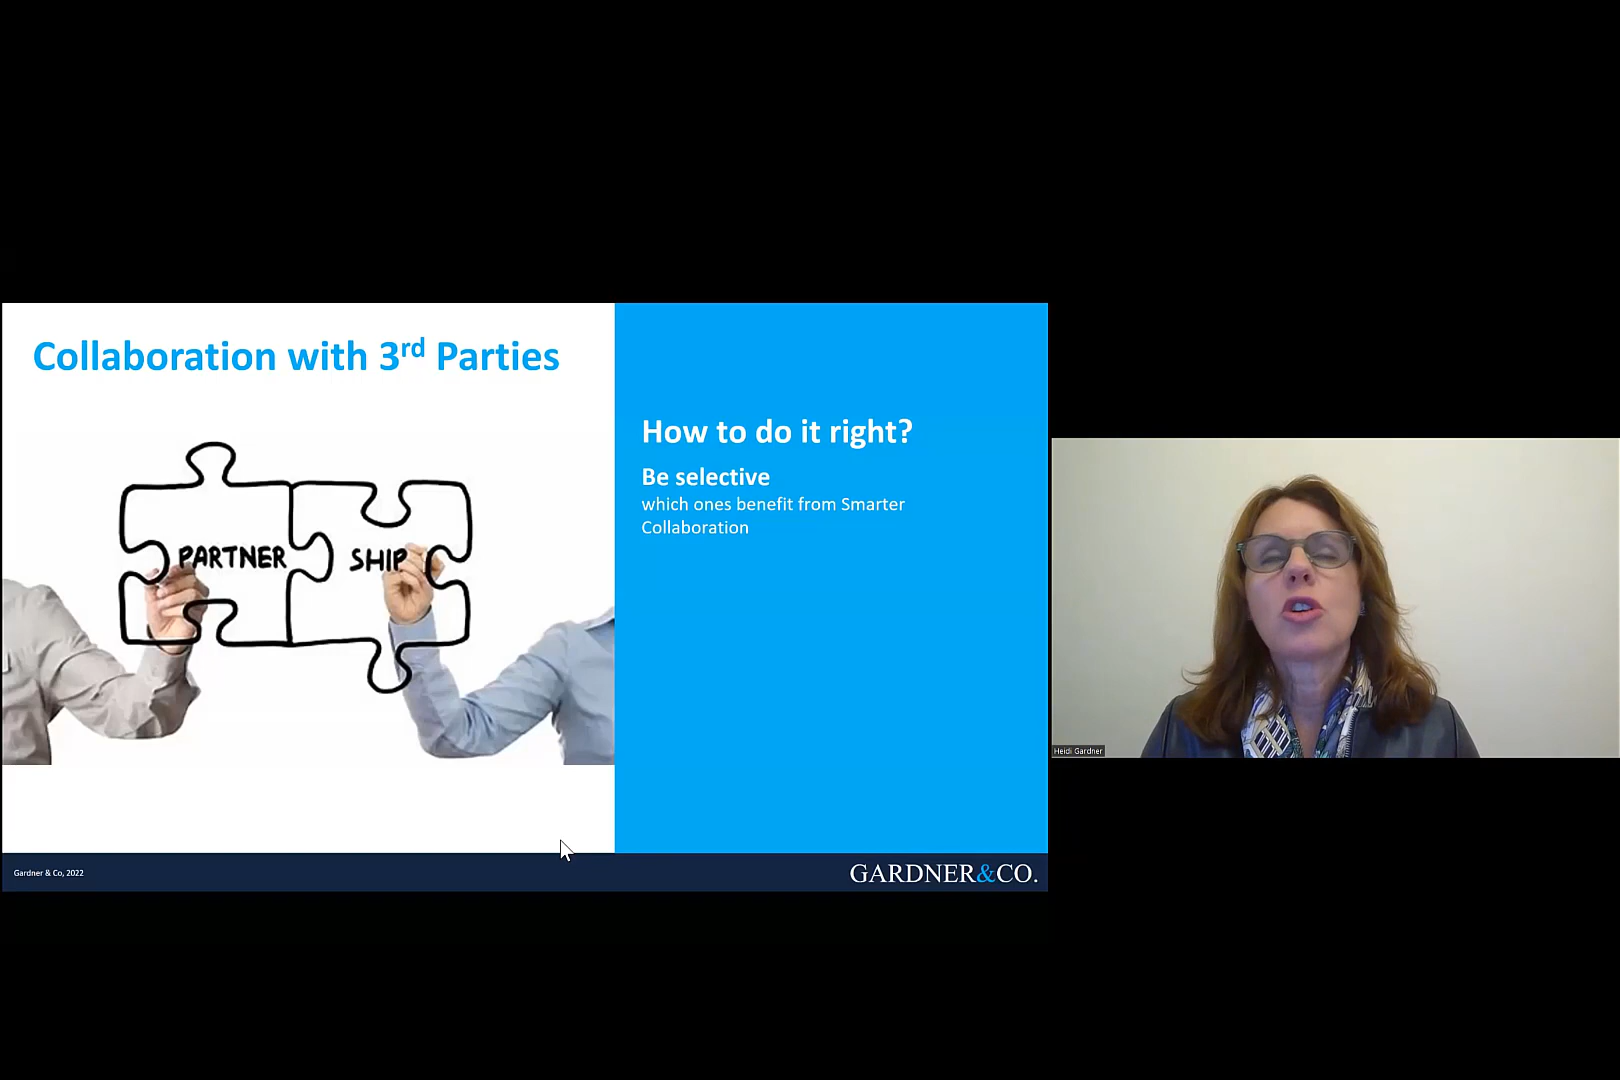 Collaboration with 3rd Parties
PARTNER SHIP
How to do it right?
Be selective
which ones benefit from Smarter
Collaboration
Heidi Gardner
Gardner & Co, 2022
GARDNER&CO.